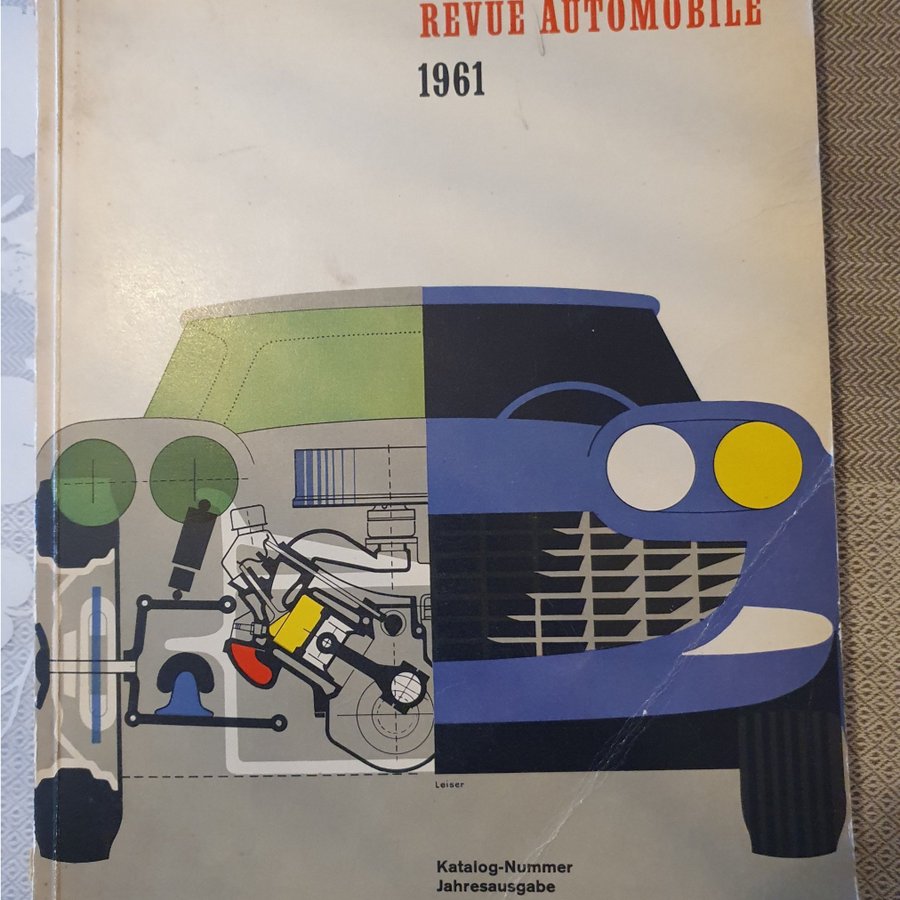 REVUE AUTOMOBILE
1961
Leiser
Katalog-Nummer
Jahresausgabe